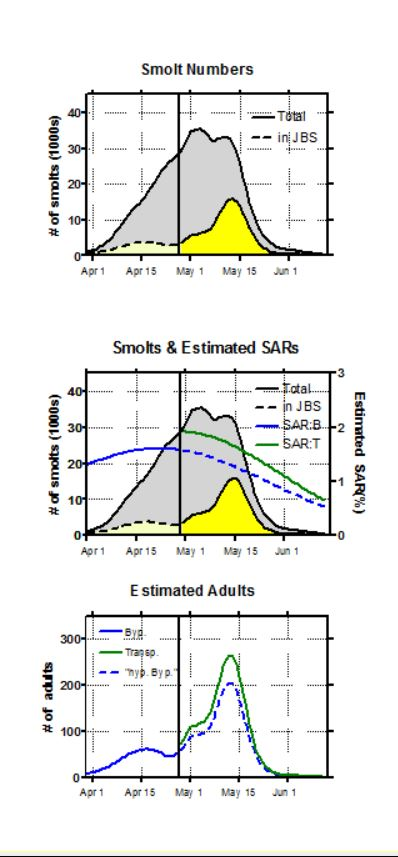 Smolt Numbers
# of smolts (1000s)
40
30
20
10
0
Total
in JBS
Apr 1 Apr 15 May 1 May 15 Jun 1
Smolts & Estimated SARs
# of smolts (1000s)
40
30
20
10
0
Total
in JBS
SAR:B
SAR:T
3
2
1
0
Estimated SAR(%)
Apr 1 Apr 15 May 1 May 15 Jun 1
Estimated Adults
# of adults
300
200
100
0
Byp.
Transp.
"hyp. Byp."
Apr 1 Apr 15 May 1 May 15 Jun 1